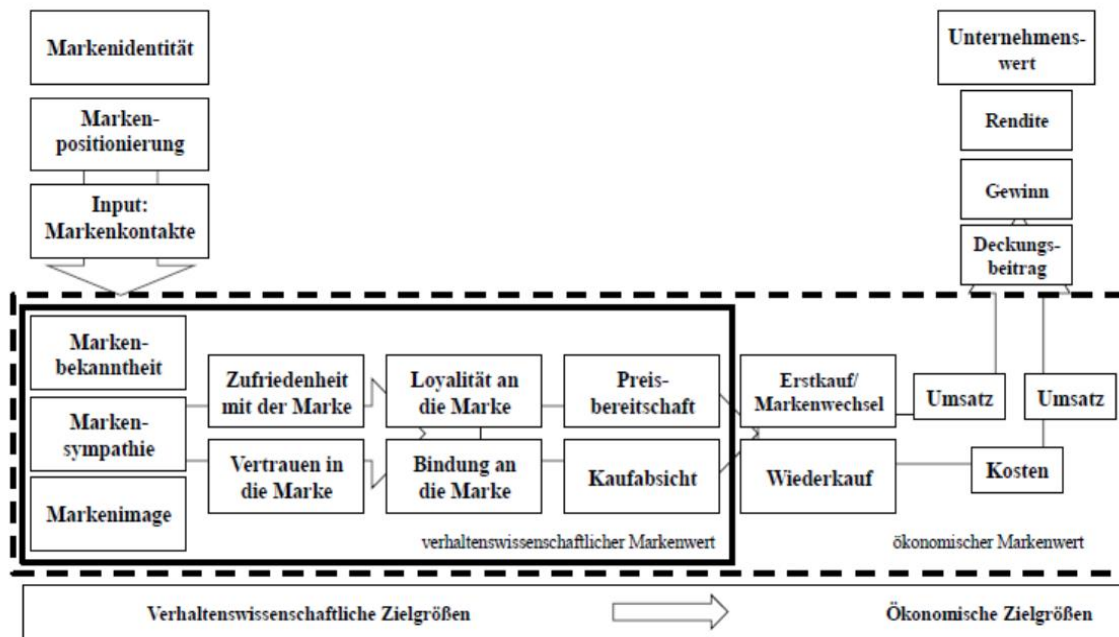 Markenidentität
Marken-
positionierung
Input:
Markenkontakte
Unternehmens-
wert
Rendite
Gewinn
Deckungs-
beitrag
Marken-
bekanntheit
Marken-
sympathie
Markenimage
Zufriedenheit
mit der Marke
Vertrauen in
die Marke
Loyalität an
die Marke
Bindung an
die Marke
Preis-
bereitschaft
Kaufabsicht
Erstkauf/
Markenwechsel
Wiederkauf
Umsatz
Umsatz
Kosten
verhaltenswissenschaftlicher Markenwert
ökonomischer Markenwert
Verhaltenswissenschaftliche Zielgrößen
Ökonomische Zielgrößen